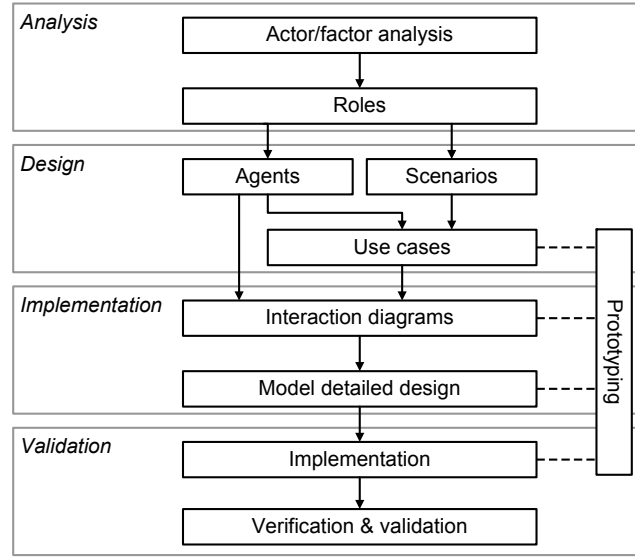 Analysis
Actor/factor analysis
Roles
Design
Agents
Scenarios
Use cases
Implementation
Interaction diagrams
Model detailed design
Prototyping
Validation
Implementation
Verification & validation